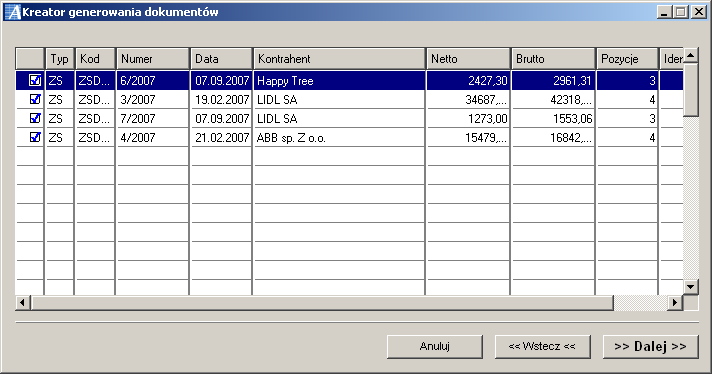 Kreator generowania dokumentów
Typ Kod Numer Data Kontrahent Netto Brutto Pozycje Iden
ZS ZSD... 6/2007 07.09.2007 Happy Tree 2427,30 2961,31 3
ZS ZSD... 3/2007 19.02.2007 LIDL SA 34687,... 42318,... 4
ZS ZSD... 7/2007 07.09.2007 LIDL SA 1273,00 1553,06 3
ZS ZSD... 4/2007 21.02.2007 ABB sp. Z o.o. 15479,... 16842,... 4
Anuluj << Wstecz << >> Dalej >>